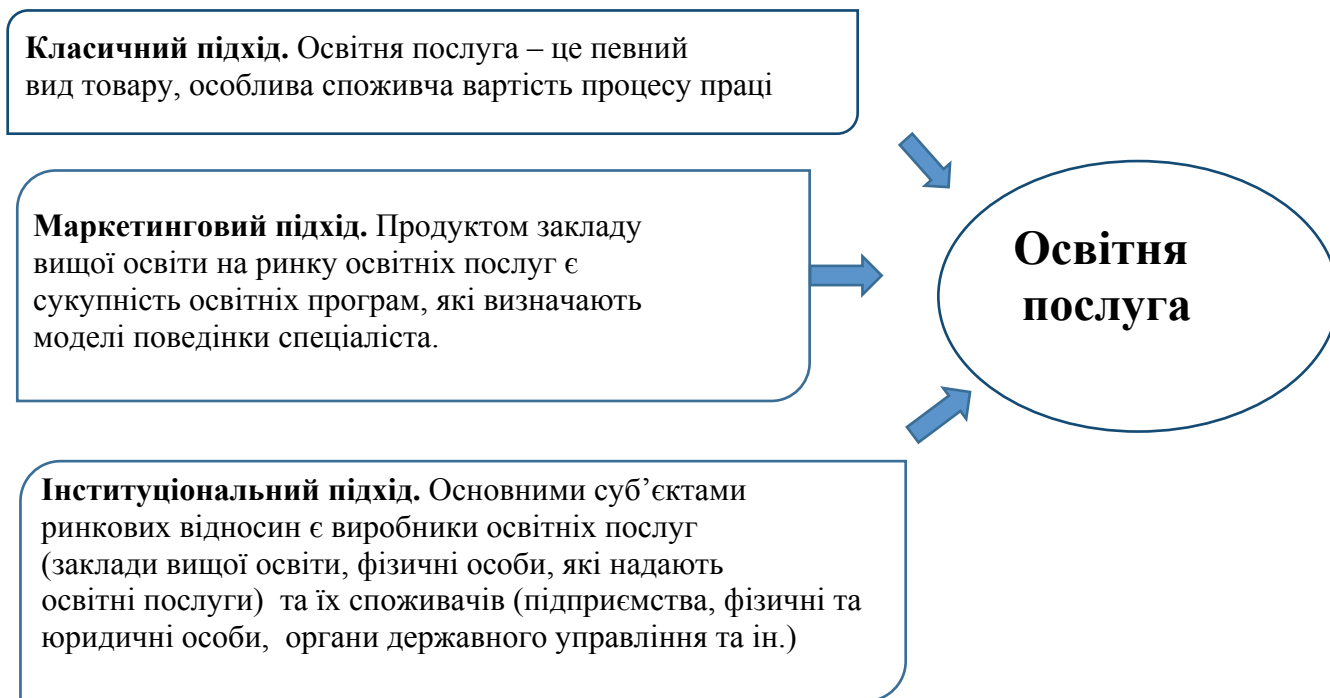 Класичний підхід. Освітня послуга – це певний
вид товару, особлива споживча вартість процесу праці
Маркетинговий підхід. Продуктом закладу
вищої освіти на ринку освітніх послуг є
сукупність освітніх програм, які визначають
моделі поведінки спеціаліста.
Інституціональний підхід. Основними суб’єктами
ринкових відносин є виробники освітніх послуг
(заклади вищої освіти, фізичні особи, які надають
освітні послуги) та їх споживачів (підприємства, фізичні та
юридичні особи, органи державного управління та ін.)
Освітня
послуга